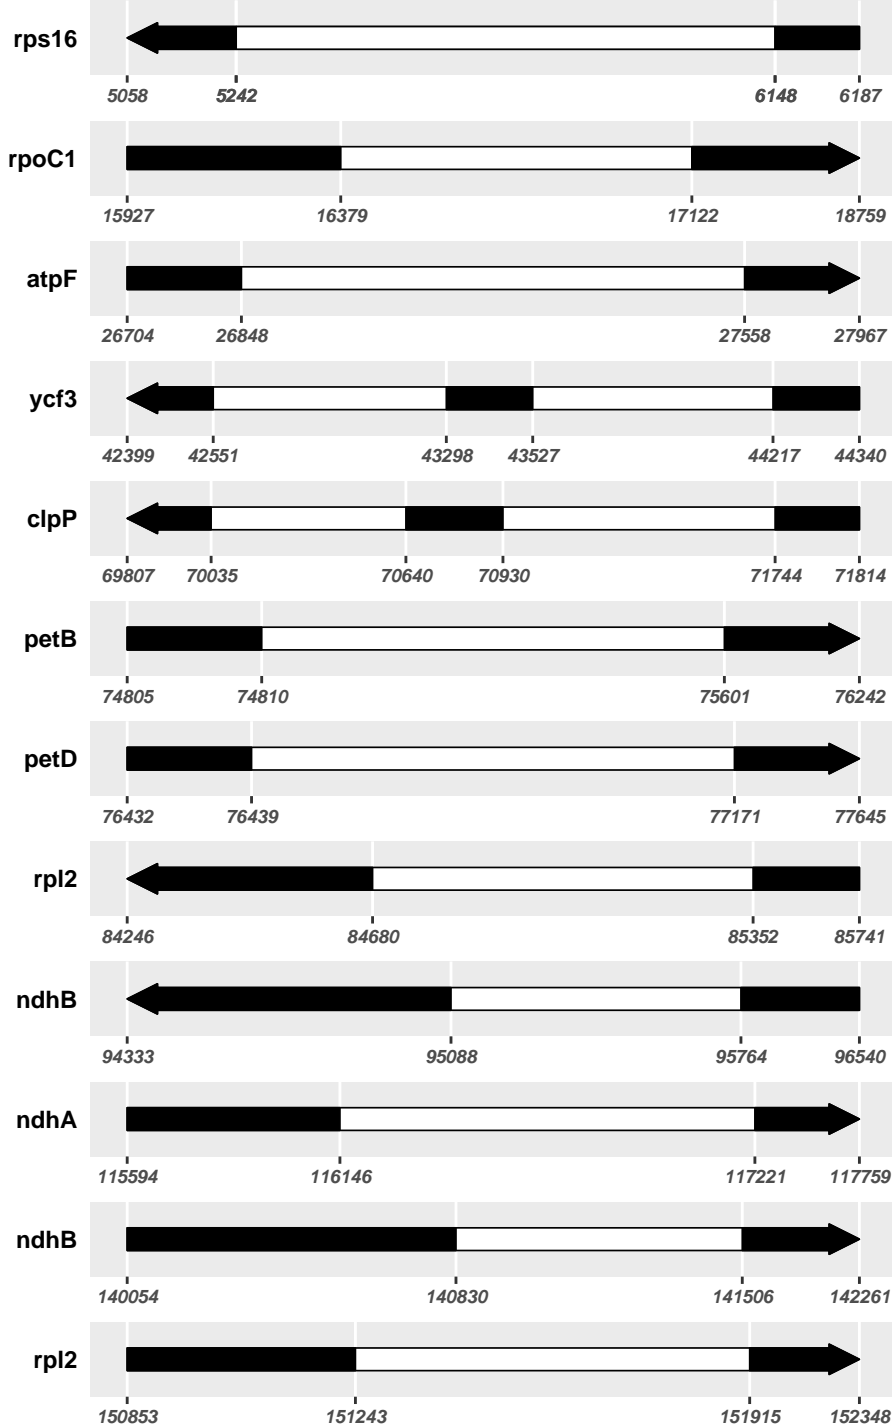 rps16
5058 5242 6148 6187
rpoC1
15927 16379 17122 18759
atpF
26704 26848 27558 27967
ycf3
42399 42551 43298 43527 44217 44340
clpP
69807 70035 70640 70930 71744 71814
petB
74805 74810 75601 76242
petD
76432 76439 77171 77645
rpl2
84246 84680 85352 85741
ndhB
94333 95088 95764 96540
ndhA
115594 116146 117221 117759
ndhB
140054 140830 141506 142261
rpl2
150853 151243 151915 152348